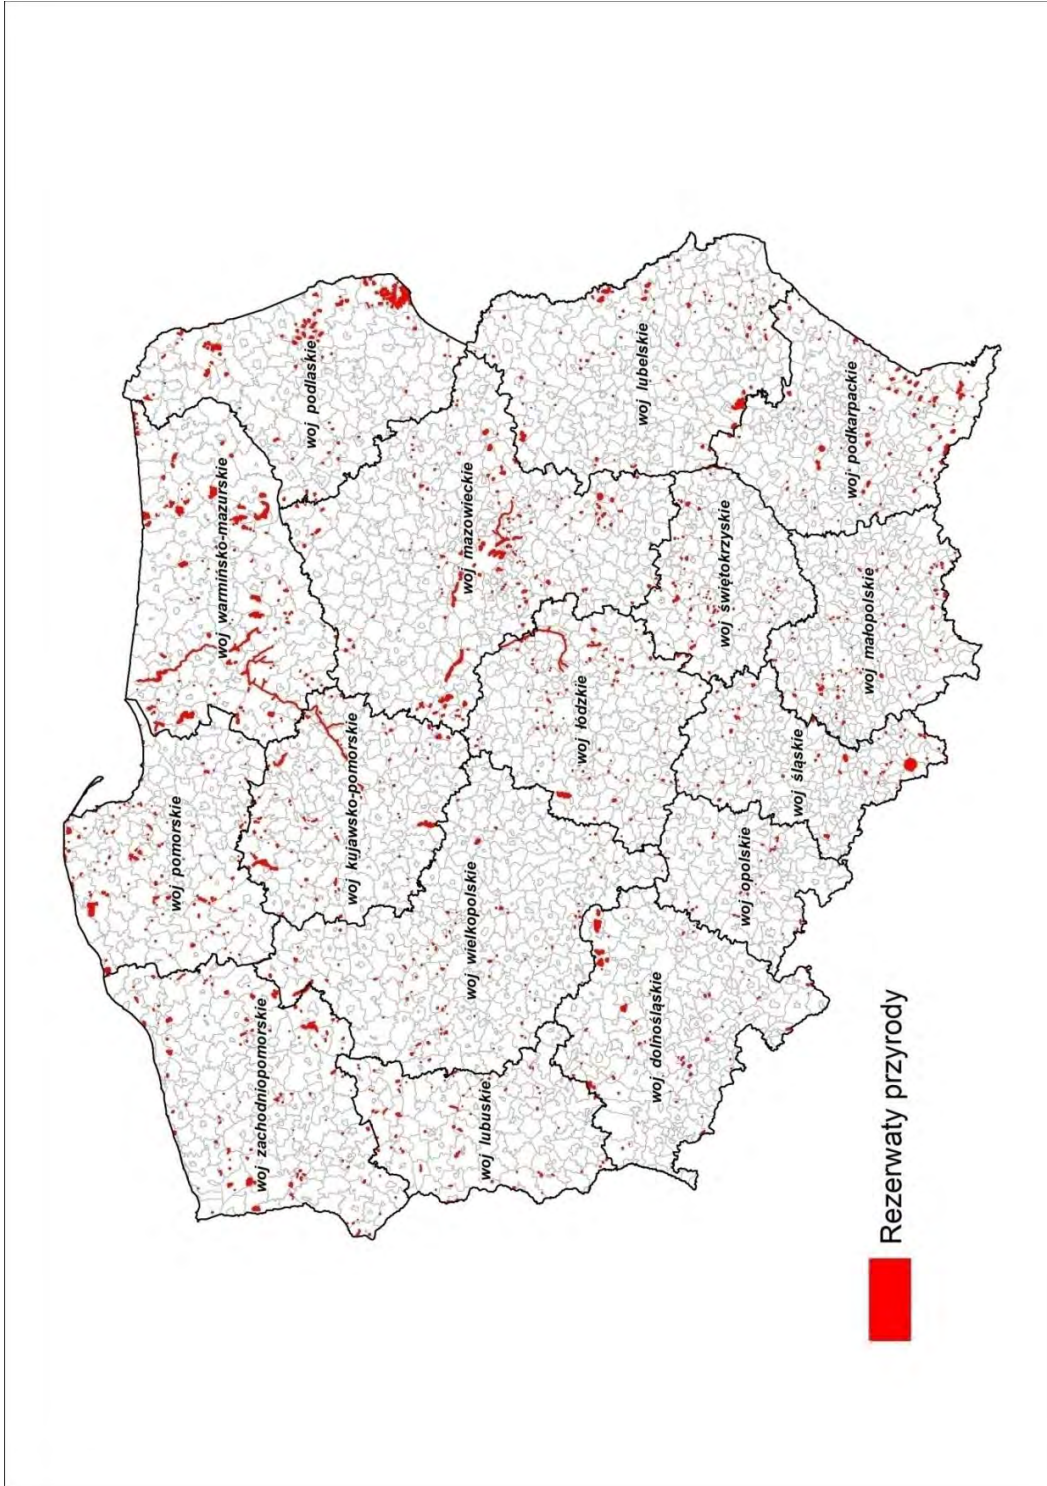 woj pomorskie
woj warmińsko-mazurskie
woj podlaskie
woj zachodniopomorskie
woj kujawsko-pomorskie
woj mazowieckie
woj wielkopolskie
woj lubuskie
woj łódzkie
woj lubelskie
woj dolnośląskie
woj opolskie
woj śląskie
woj świętokrzyskie
woj małopolskie
woj podkarpackie
Rezerwaty przyrody